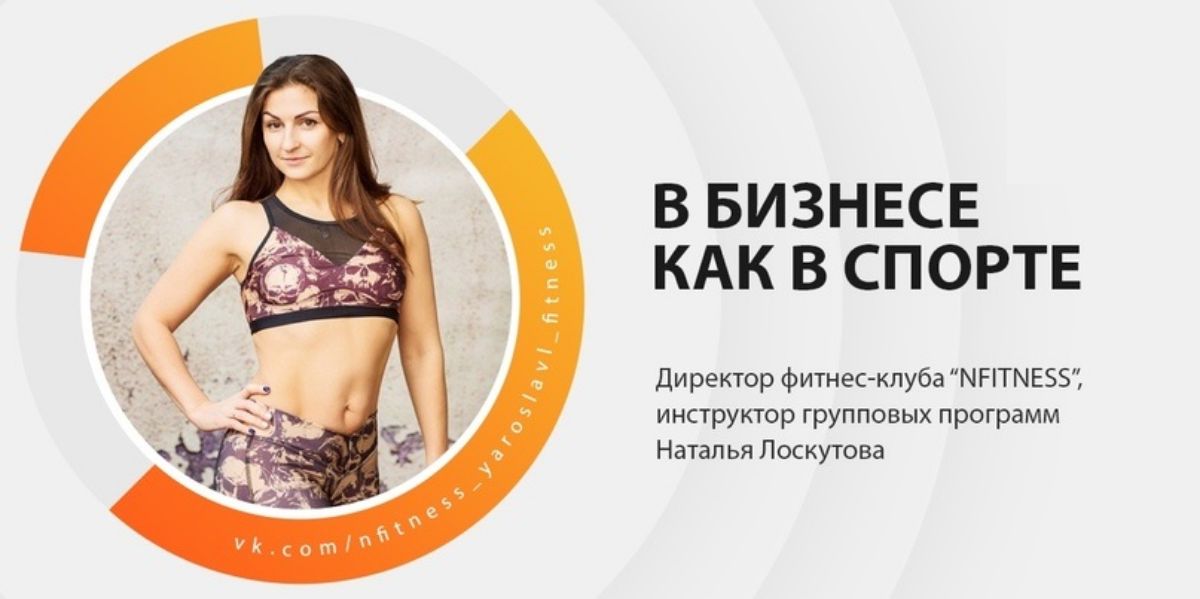 В БИЗНЕСЕ
КАК В СПОРТЕ
Директор фитнес-клуба “NFITNESS”,
инструктор групповых программ
Наталья Лоскутова
vk.com/nfitness_yaroslavl_fitness